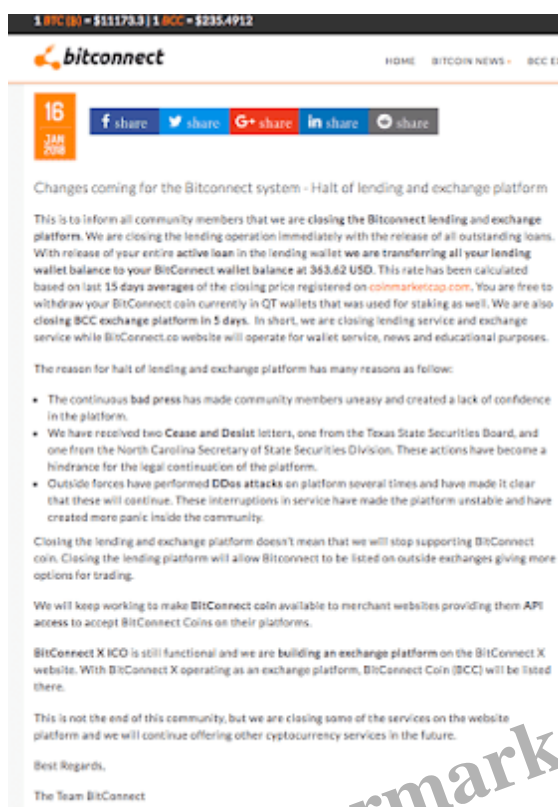 1 BTC (฿) = $11173.3 | 1 BCC = $235.4912
bitconnect
HOME BITCOIN NEWS BCC
16
JAN
2018
f share
share
G+ share
in share
share
Changes coming for the Bitconnect system - Halt of lending and exchange platform
This is to inform all community members that we are closing the Bitconnect lending and exchange
platform. We are closing the lending operation immediately with the release of all outstanding loans.
With release of your entire active loan in the lending wallet we are transferring all your lending
wallet balance to your BitConnect wallet balance at 363.62 USD. This rate has been calculated
based on last 15 days averages of the closing price registered on coinmarketcap.com. You are free to
withdraw your BitConnect coin currently in QT wallets that was used for staking as well. We are also
closing BCC exchange platform in 5 days. In short, we are closing lending service and exchange
service while BitConnect.co website will operate for wallet service, news and educational purposes.
The reason for halt of lending and exchange platform has many reasons as follow:
• The continuous bad press has made community members uneasy and created a lack of confidence
in the platform.
• We have received two Cease and Desist letters, one from the Texas State Securities Board, and
one from the North Carolina Secretary of State Securities Division. These actions have become a
hindrance for the legal continuation of the platform.
• Outside forces have performed DDos attacks on platform several times and have made it clear
that these will continue. These interruptions in service have made the platform unstable and have
created more panic inside the community.
Closing the lending and exchange platform doesn't mean that we will stop supporting BitConnect
coin. Closing the lending platform will allow Bitconnect to be listed on outside exchanges giving more
options for trading.
We will keep working to make BitConnect coin available to merchant websites providing them API
access to accept BitConnect Coins on their platforms.
BitConnect X ICO is still functional and we are building an exchange platform on the BitConnect X
website. With BitConnect X operating as an exchange platform, BitConnect Coin (BCC) will be listed
there.
This is not the end of this community, but we are closing some of the services on the website
platform and we will continue offering other cyptocurrency services in the future.
Best Regards,
The Team BitConnect